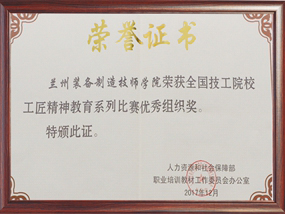 荣誉证书
兰州装备制造技师学院荣获全国技工院校
工匠精神教育系列比赛优秀组织奖。
特颁此证。
人力资源和社会保障部
职业培训教材工作委员会办公室
2017年12月